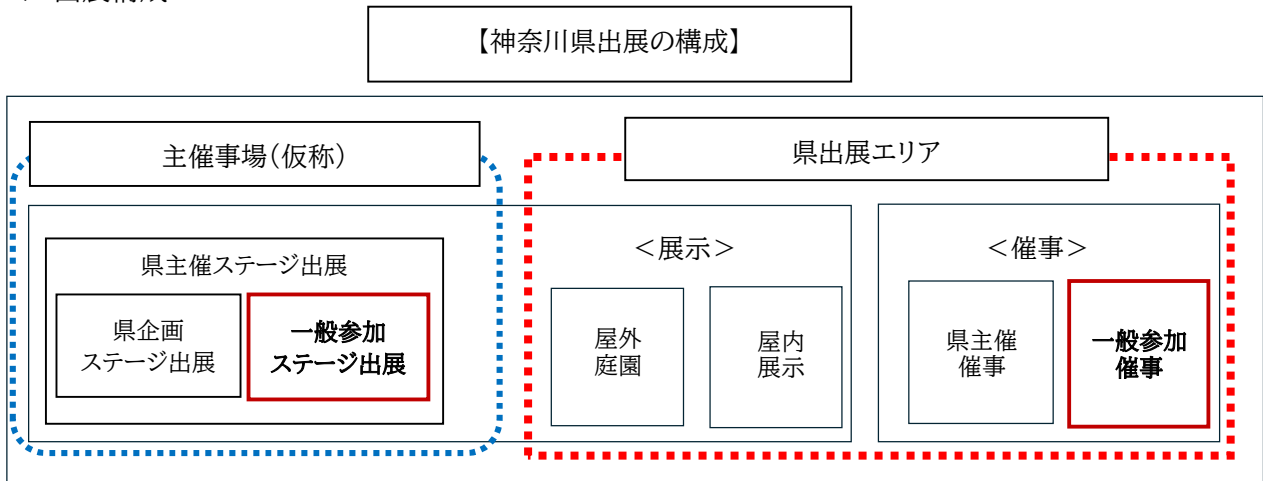 【神奈川県出展の構成】
主催事場(仮称)
県出展エリア
県主催ステージ出展
県企画
ステージ出展
一般参加
ステージ出展
＜展示＞
屋外
庭園
屋内
展示
＜催事＞
県主催
催事
一般参加
催事